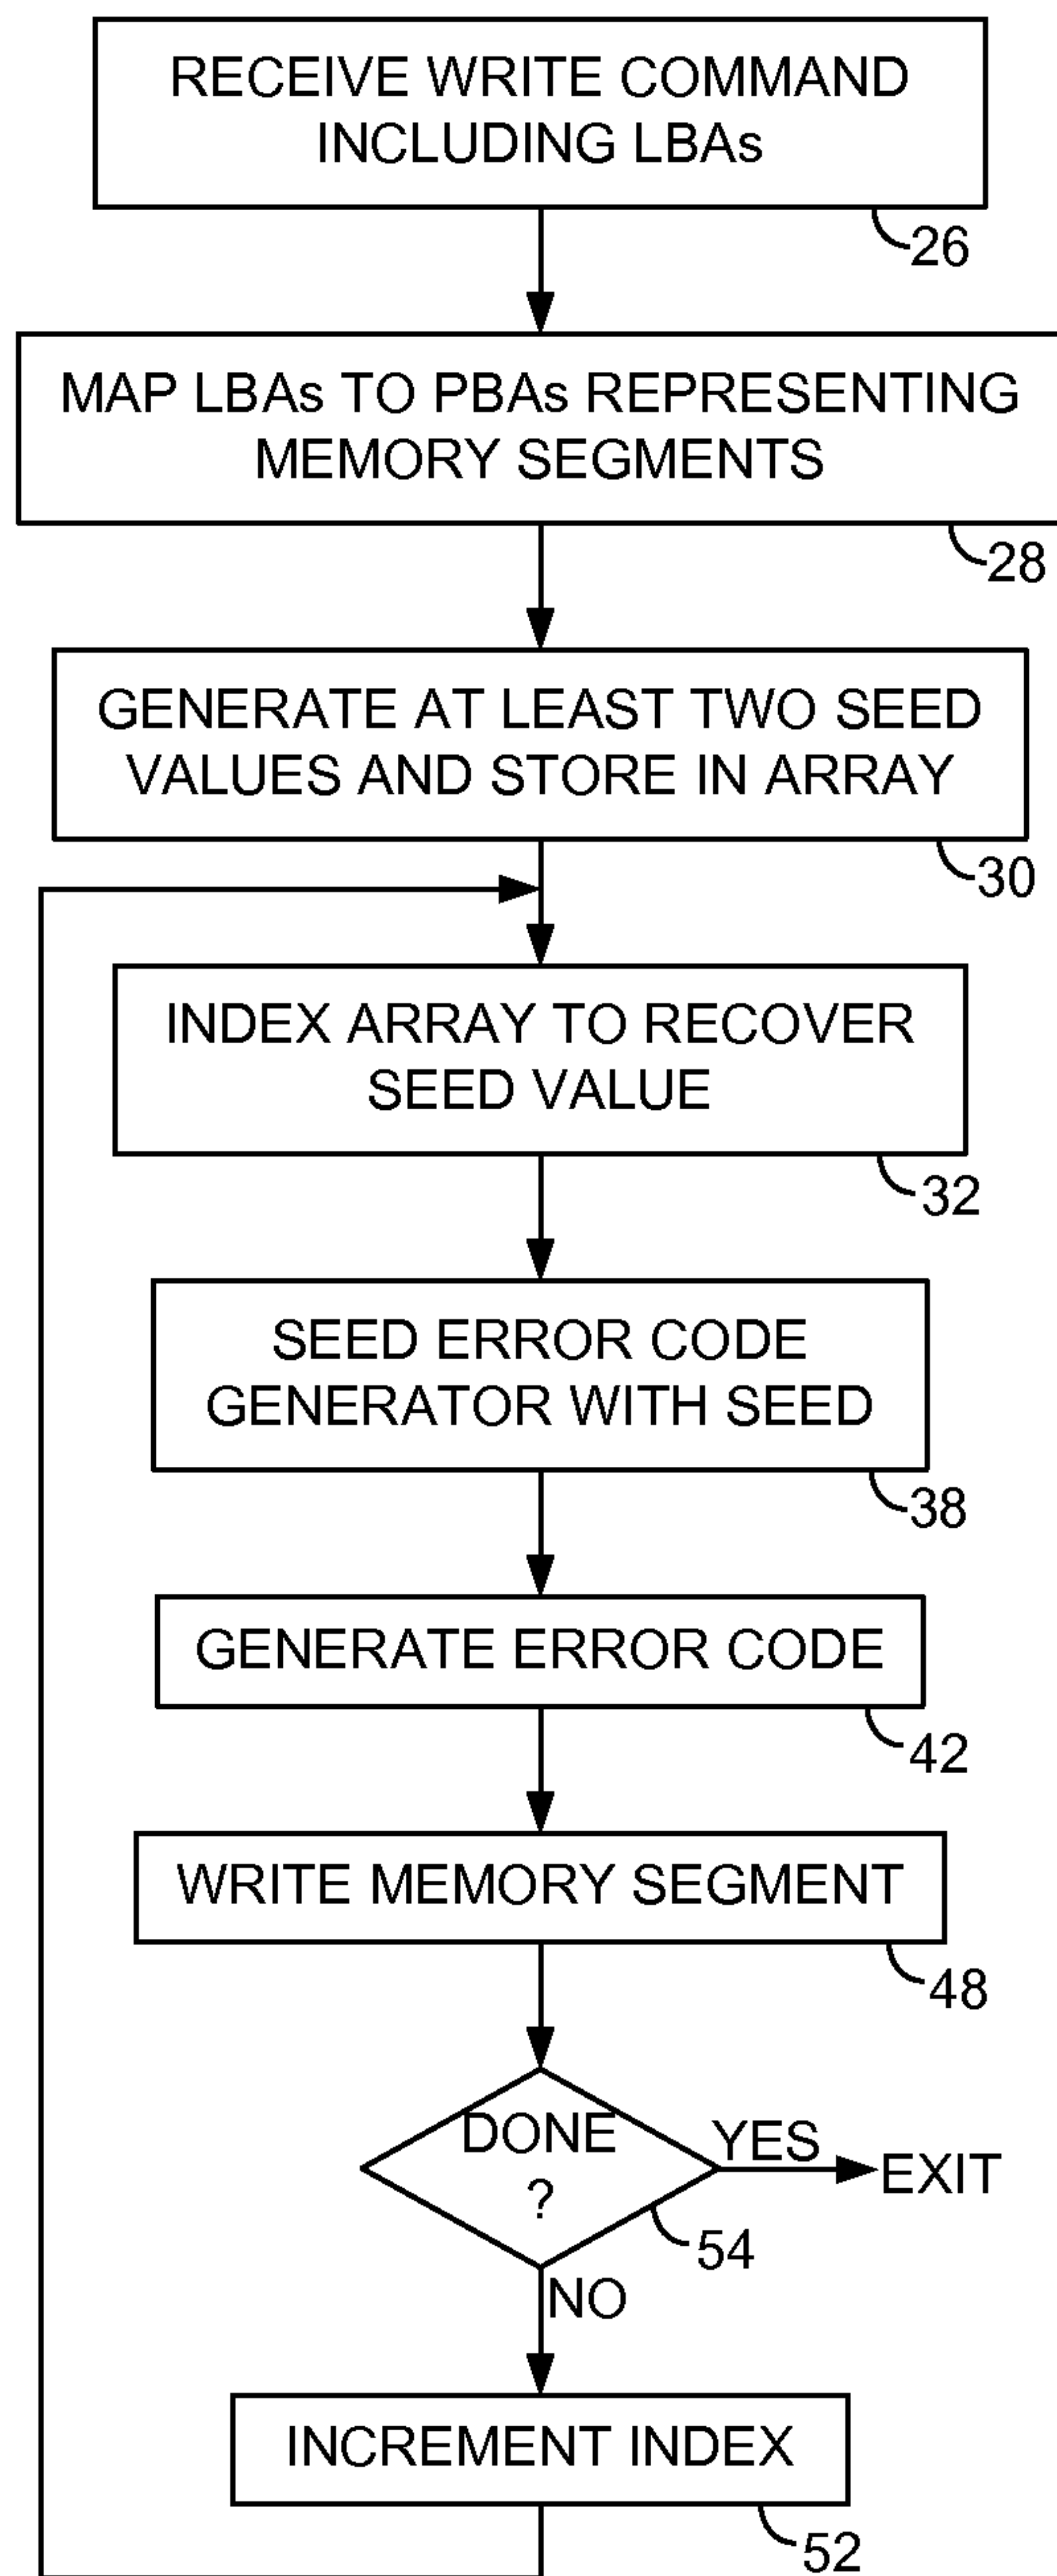 RECEIVE WRITE COMMAND
INCLUDING LBAs
26
MAP LBAs TO PBAs REPRESENTING
MEMORY SEGMENTS
28
GENERATE AT LEAST TWO SEED
VALUES AND STORE IN ARRAY
30
INDEX ARRAY TO RECOVER
SEED VALUE
32
SEED ERROR CODE
GENERATOR WITH SEED
38
GENERATE ERROR CODE
42
WRITE MEMORY SEGMENT
48
DONE
?
YES
EXIT
54
NO
INCREMENT INDEX
52